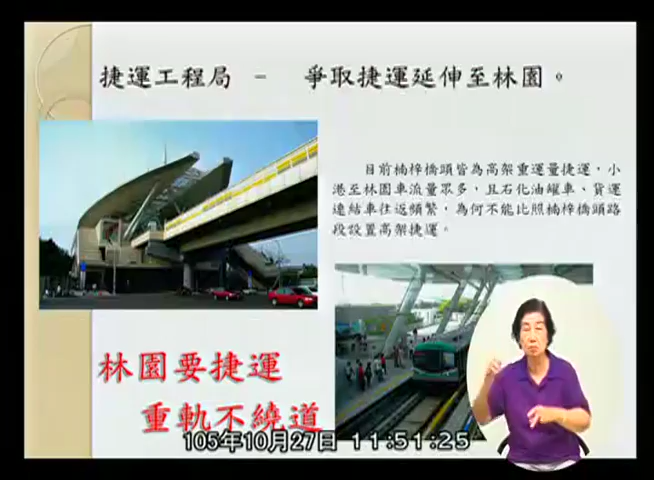 捷運工程局 － 爭取捷運延伸至林園。
目前楠梓橋頭皆為高架重運量捷運，小
港至林園車流量眾多，且石化油罐車、貨運
連結車往返頻繁，為何不能比照楠梓橋頭路
段設置高架捷運。
林園要捷運
重軌不繞道
105年10月27日 11:51:25